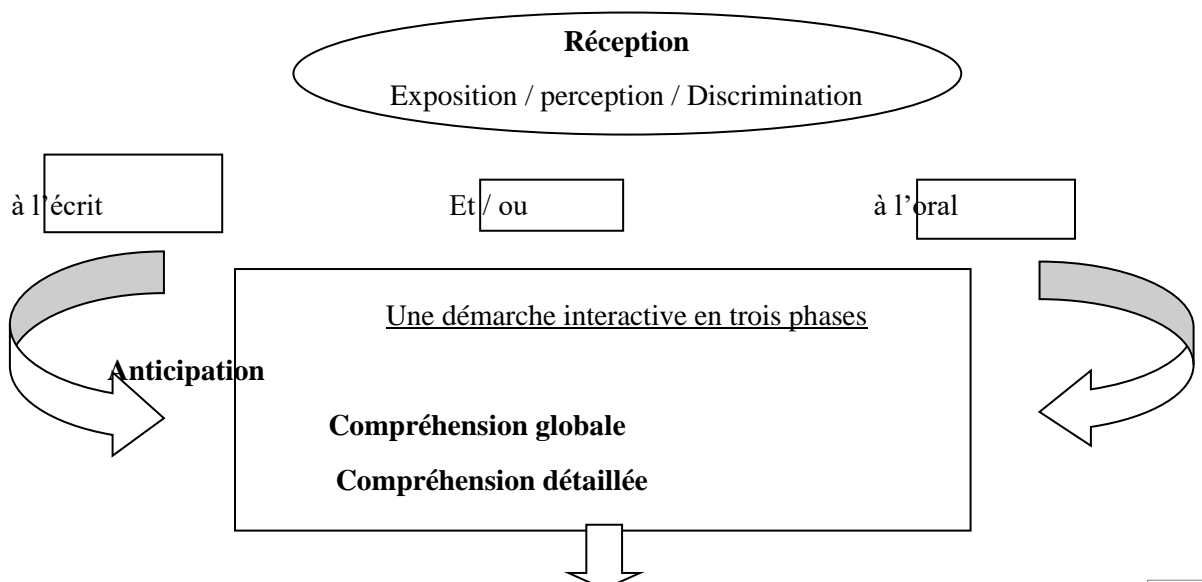 Réception
Exposition / perception / Discrimination
à l’écrit
Et / ou
à l’oral
Une démarche interactive en trois phases
Anticipation
Compréhension globale
Compréhension détaillée